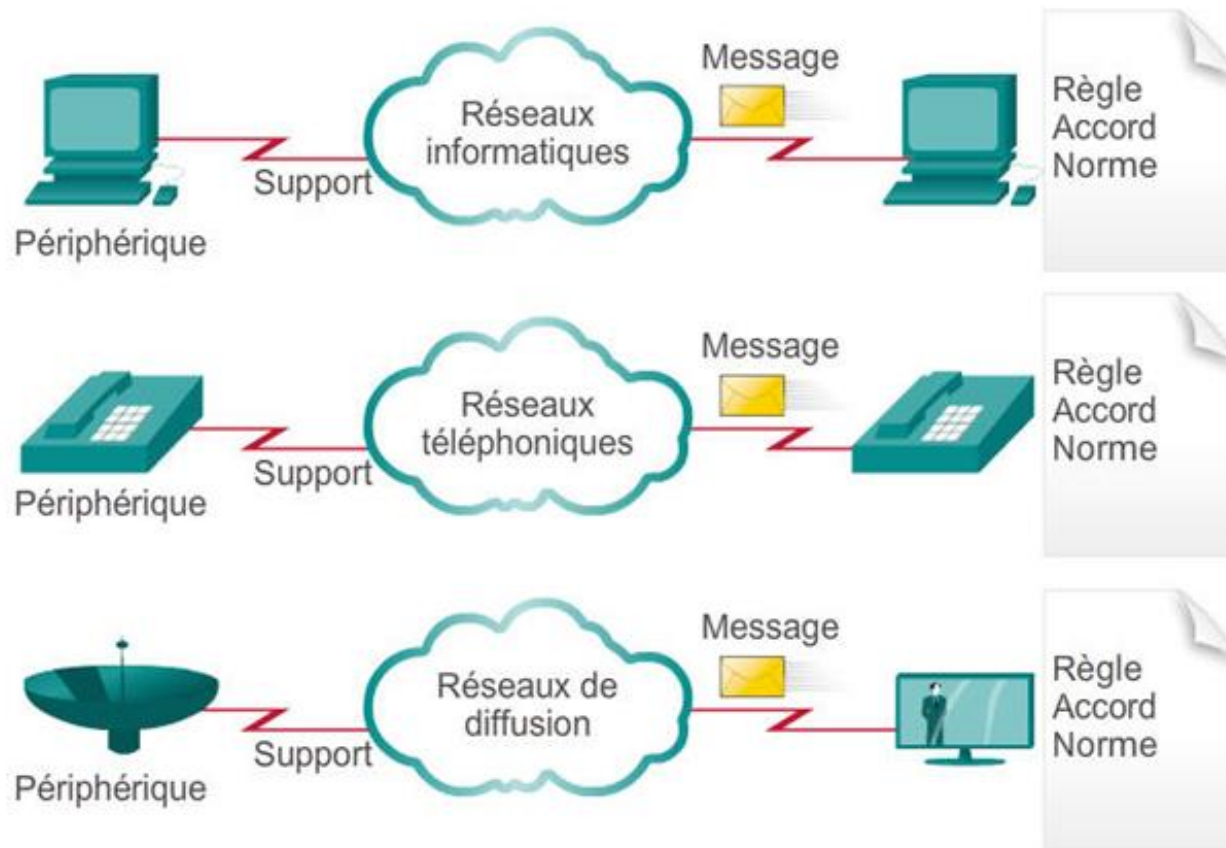 Message
Réseaux
informatiques
Support
Périphérique
Règle
Accord
Norme
Message
Réseaux
téléphoniques
Support
Périphérique
Règle
Accord
Norme
Message
Réseaux de
diffusion
Support
Périphérique
Règle
Accord
Norme